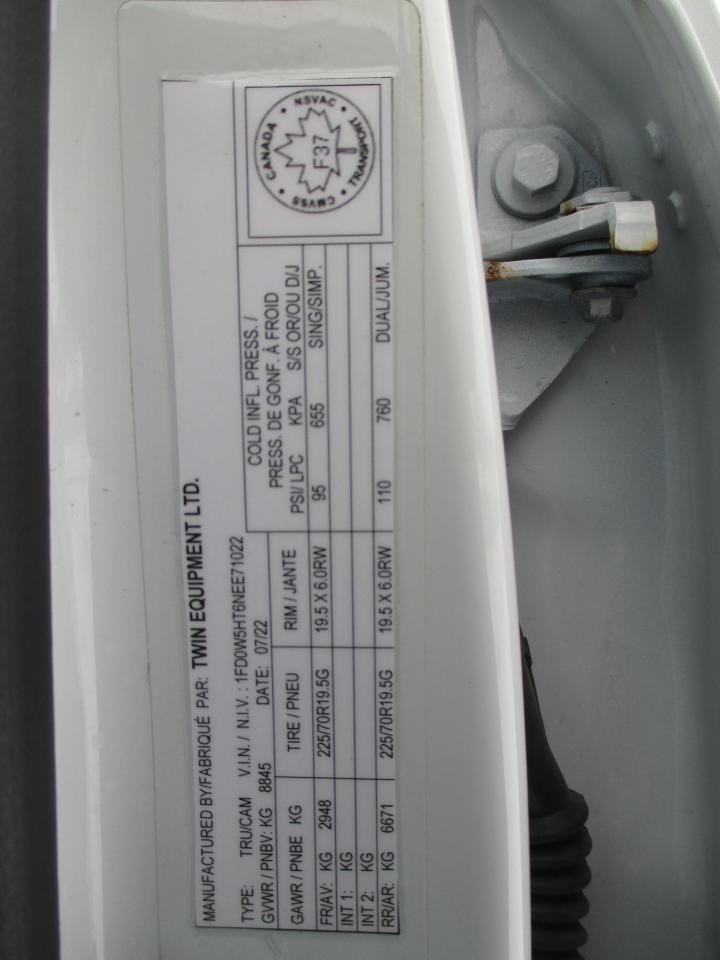 MANUFACTURED BY/FABRIQUÉ PAR: TWIN EQUIPMENT LTD.
TYPE: TRU/CAM V.I.N. / N.I.V. : 1FD0W5HT6NEE71022
GVWR / PNBV: KG 8845 DATE: 07/22
COLD INFL. PRESS. /
PRESS. DE GONF. À FROID
GAWR / PNBE KG TIRE / PNEU RIM / JANTE PSI/ LPC KPA S/S OR/OU D/J
FR/AV: KG 2948 225/70R19.5G 19.5 X 6.0RW 95 655 SING/SIMP.
INT 1: KG
INT 2: KG
RR/AR: KG 6671 225/70R19.5G 19.5 X 6.0RW 110 760 DUAL/JUM.
CANADA • NSVAC • TRANSPORT • CMVSS •
F37